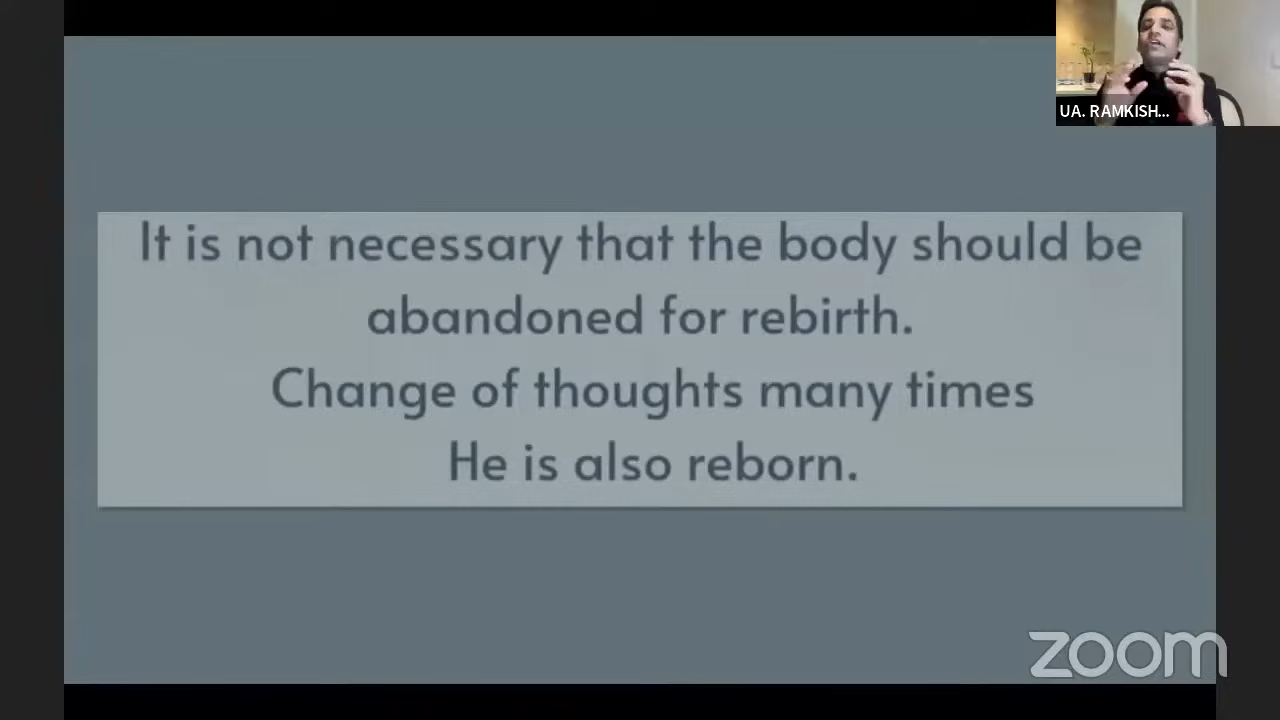 UA. RAMKISH...
It is not necessary that the body should be
abandoned for rebirth.
Change of thoughts many times
He is also reborn.
zoom